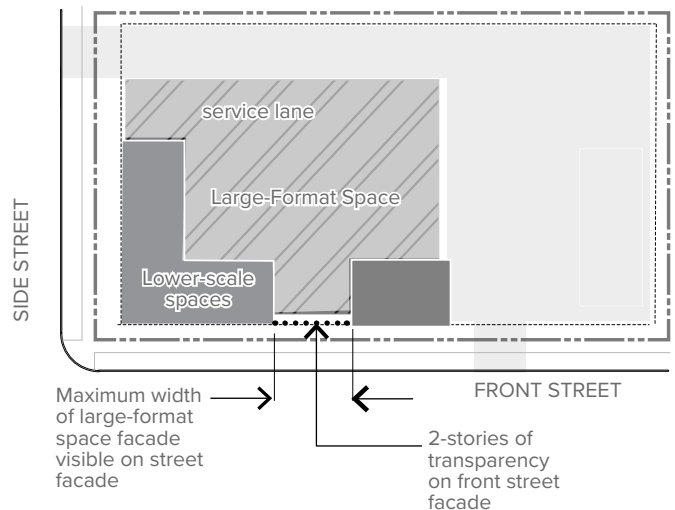 service lane
Large-Format Space
SIDE STREET
Lower-scale
spaces
FRONT STREET
Maximum width
of large-format
space facade
visible on street
facade
2-stories of
transparency
on front street
facade